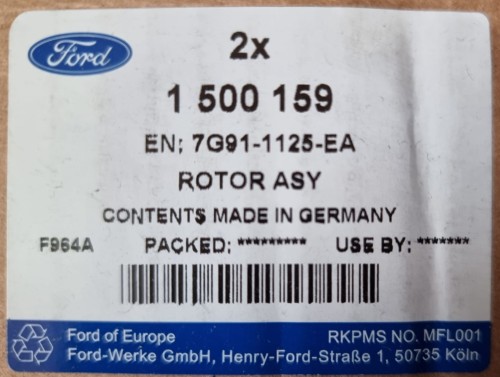 Ford
2x
1 500 159
EN; 7G91-1125-EA
ROTOR ASY
CONTENTS MADE IN GERMANY
F964A PACKED: ********* USE BY: *******
Ford of Europe RKPMS NO. MFL001
Ford-Werke GmbH, Henry-Ford-Straße 1, 50735 Köln